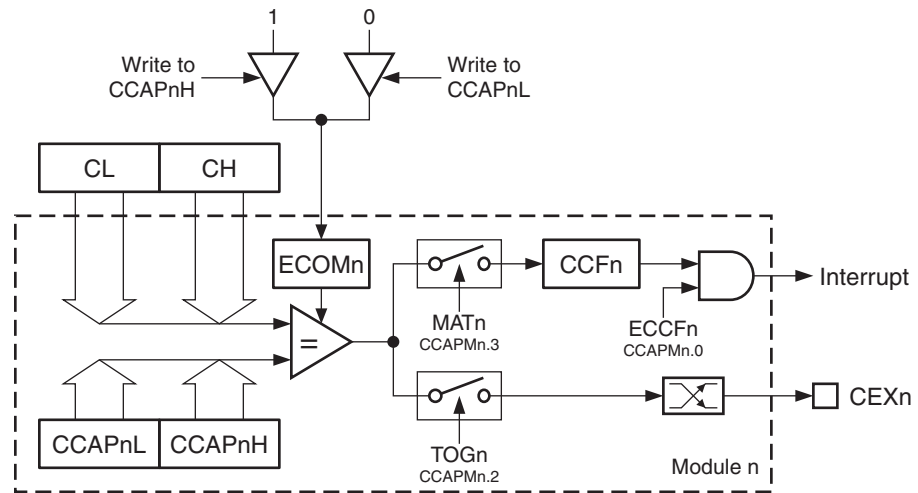 1
0
Write to
CCAPnH
Write to
CCAPnL
CL
CH
ECOMn
CCFn
Interrupt
MATn
CCAPMn.3
ECCFn
CCAPMn.0
=
CCAPnL
CCAPnH
TOGn
CCAPMn.2
CEXn
Module n